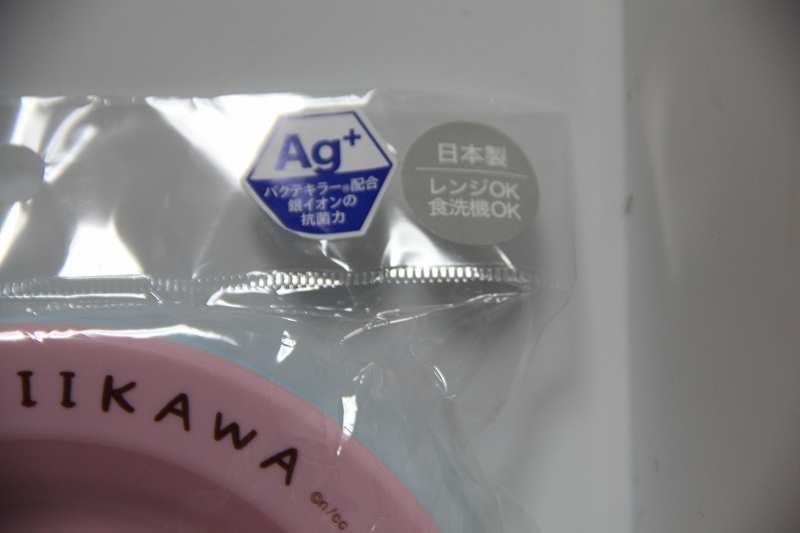 Ag+
バクテキラー®配合
銀イオンの
抗菌力
日本製
レンジOK
食洗機OK
IIKAWA
©n/cc